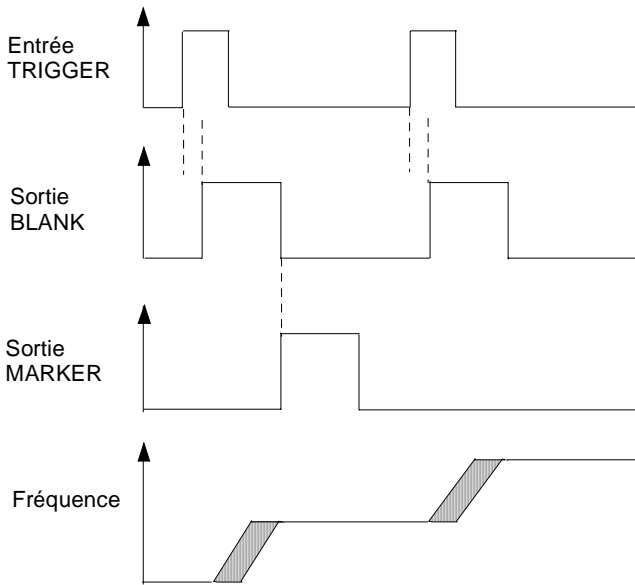 Entrée
TRIGGER
Sortie
BLANK
Sortie
MARKER
Fréquence